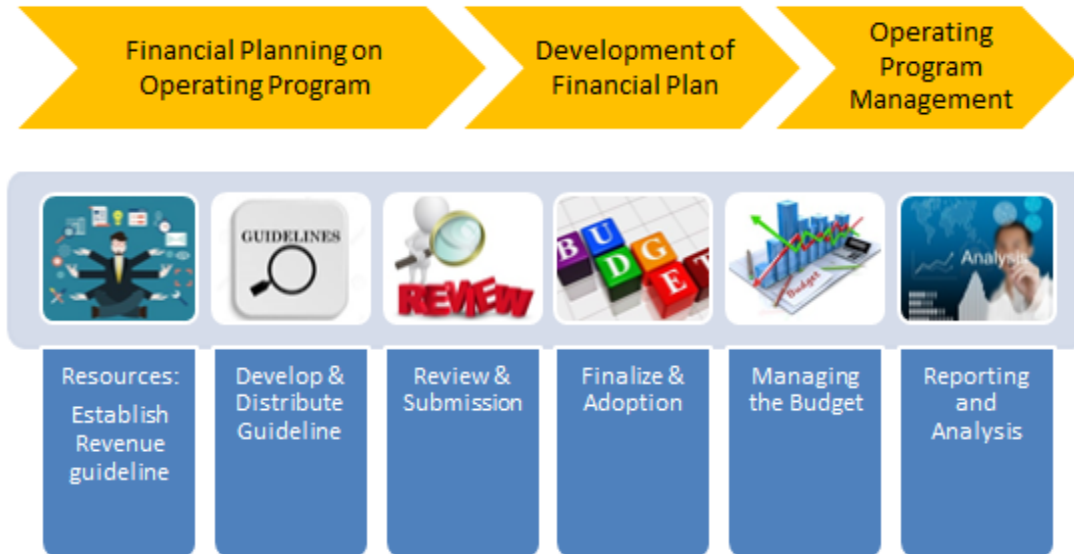 Financial Planning on
Operating Program
Development of
Financial Plan
Operating
Program
Management
GUIDELINES
REVIEW
BUDGET
Budget
Analysis
Resources:
Establish
Revenue
guideline
Develop &
Distribute
Guideline
Review &
Submission
Finalize &
Adoption
Managing
the Budget
Reporting
and
Analysis